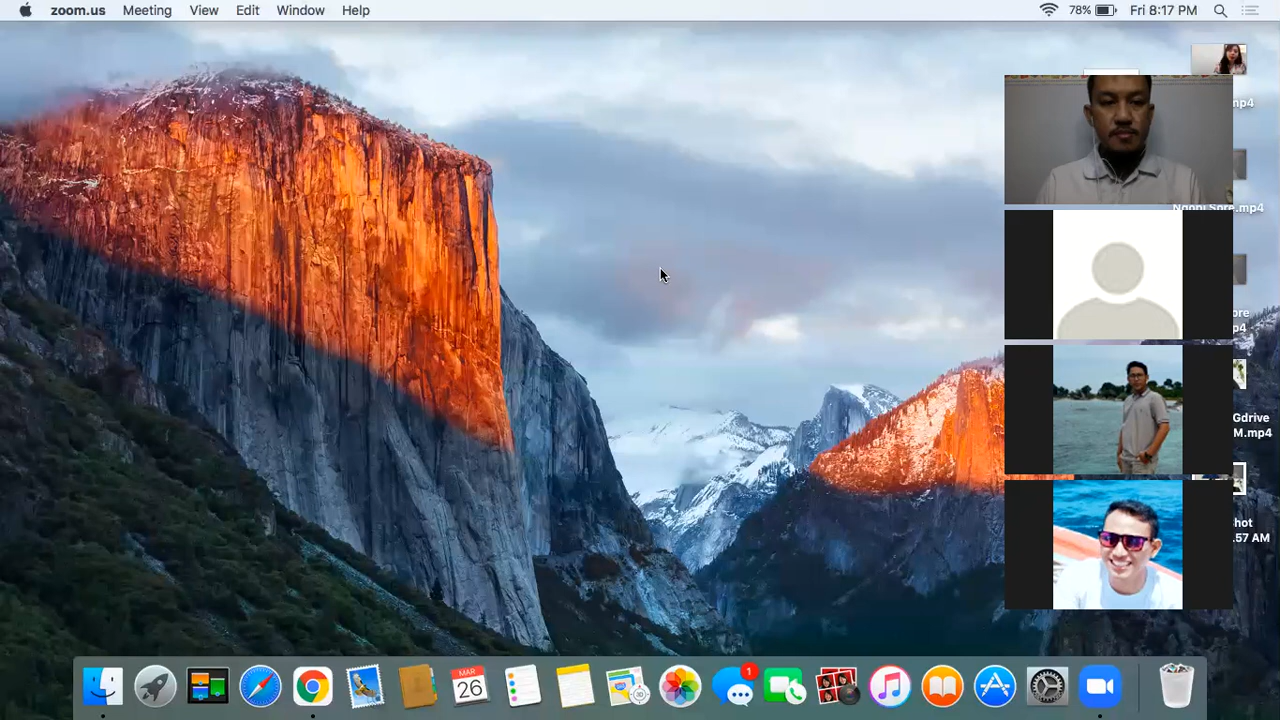 zoom.us Meeting View Edit Window Help 78% Fri 8:17 PM
mp4
Ngopi Sore.mp4
ore
p4
Gdrive
M.mp4
hot
.57 AM
MAR
26
1